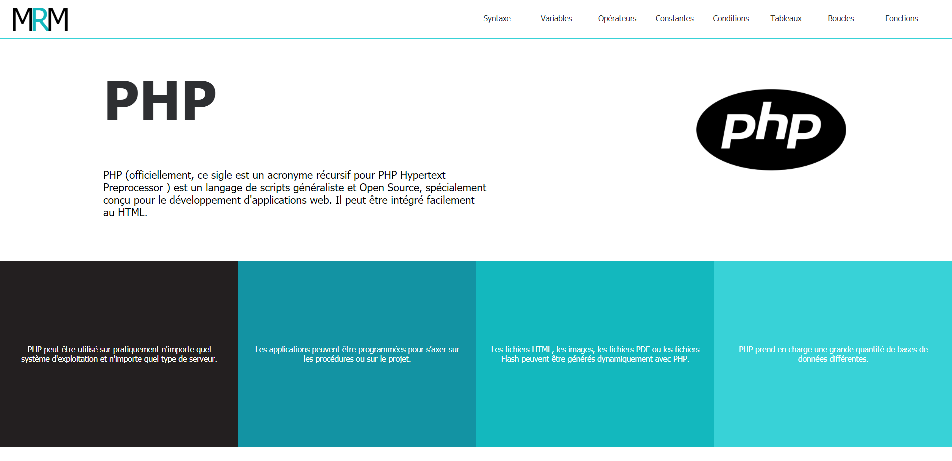 MRM
Syntaxe Variables Opérateurs Constantes Conditions Tableaux Boucles Fonctions
PHP
php
PHP (officiellement, ce sigle est un acronyme récursif pour PHP Hypertext
Preprocessor ) est un langage de scripts généraliste et Open Source, spécialement
conçu pour le développement d'applications web. Il peut être intégré facilement
au HTML.
PHP peut être utilisé sur pratiquement n'importe quel
système d'exploitation et n'importe quel type de serveur.
Les applications peuvent être programmées pour s'axer sur
les procédures ou sur le projet.
Les fichiers HTML, les images, les fichiers PDF ou les fichiers
Flash peuvent être générés dynamiquement avec PHP.
PHP prend en charge une grande quantité de bases de
données différentes.